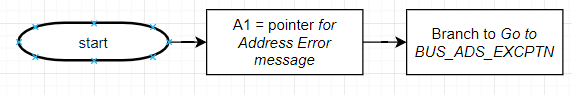 start
A1 = pointer for
Address Error
message
Branch to Go to
BUS_ADS_EXCPTN